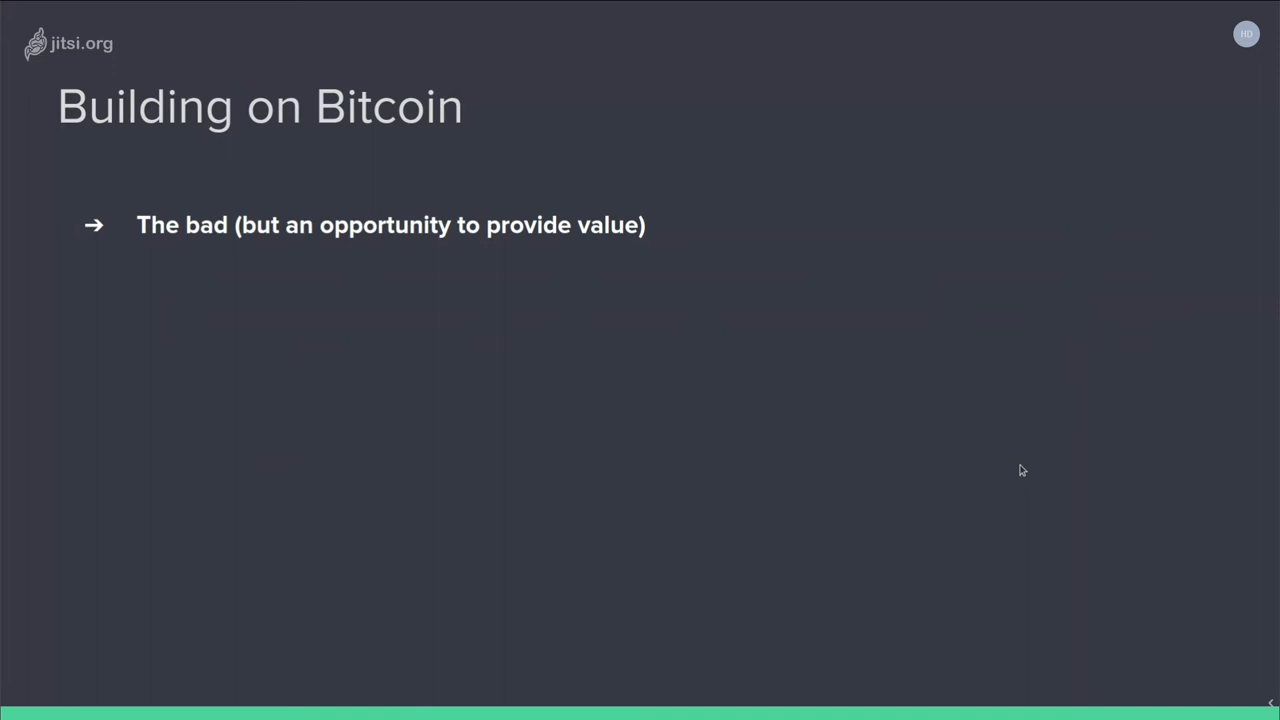 jitsi.org
HD
Building on Bitcoin
➔ The bad (but an opportunity to provide value)